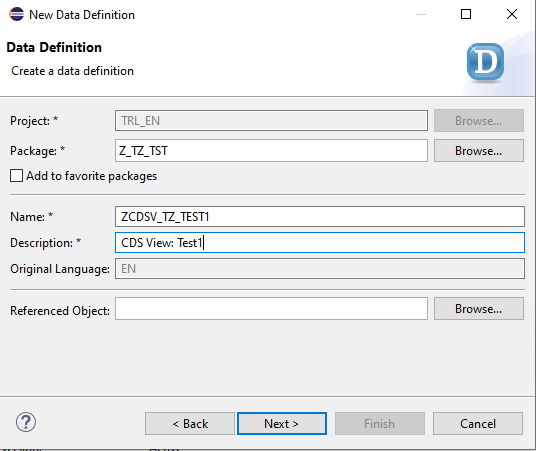 New Data Definition
Data Definition
Create a data definition
D
Project: * TRL_EN Browse...
Package: * Z_TZ_TST Browse...
Add to favorite packages
Name: * ZCDSV_TZ_TEST1
Description: * CDS View: Test1
Original Language: EN
Referenced Object: Browse...
? < Back Next > Finish Cancel